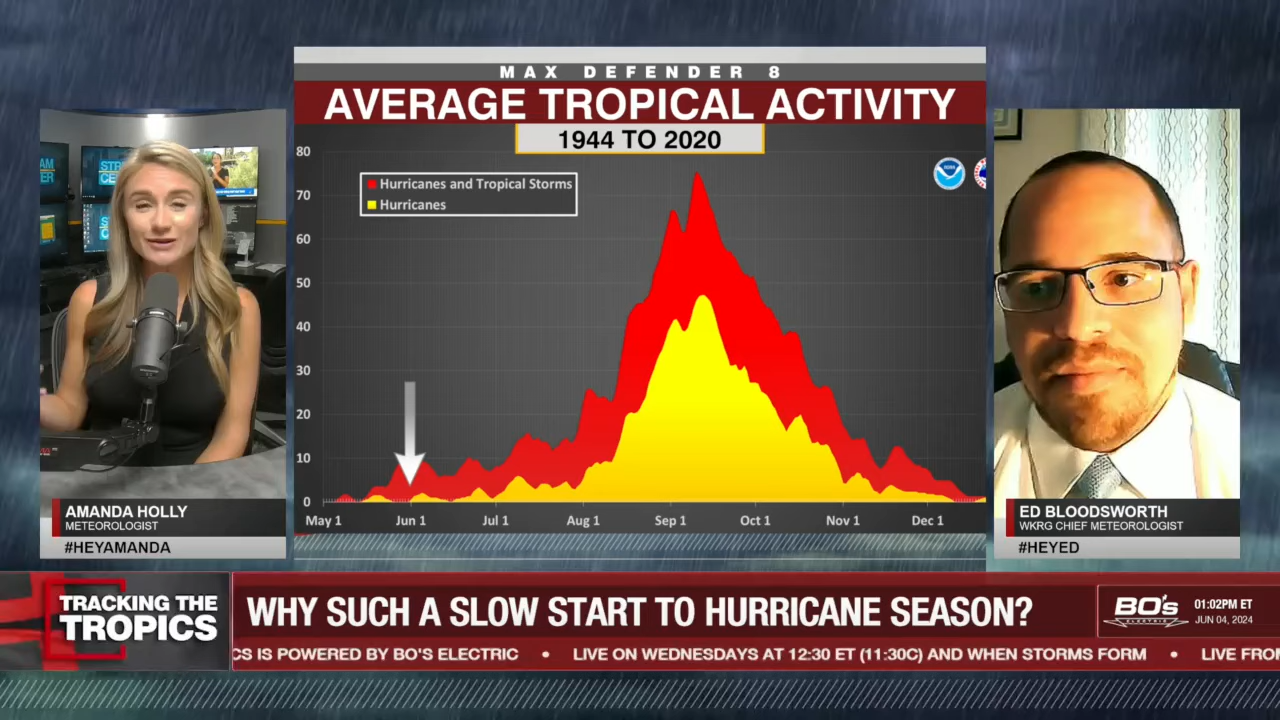 MAX DEFENDER 8
AVERAGE TROPICAL ACTIVITY
1944 TO 2020
80
70
60
50
40
30
20
10
0
Hurricanes and Tropical Storms
Hurricanes
May 1
Jun 1
Jul 1
Aug 1
Sep 1
Oct 1
Nov 1
Dec 1
AMANDA HOLLY
METEOROLOGIST
#HEYAMANDA
ED BLOODSWORTH
WKRG CHIEF METEOROLOGIST
#HEYED
TRACKING THE
TROPICS
WHY SUCH A SLOW START TO HURRICANE SEASON?
BO's
ELECTRIC
01:02PM ET
JUN 04, 2024
CS IS POWERED BY BO'S ELECTRIC • LIVE ON WEDNESDAYS AT 12:30 ET (11:30C) AND WHEN STORMS FORM • LIVE FROM